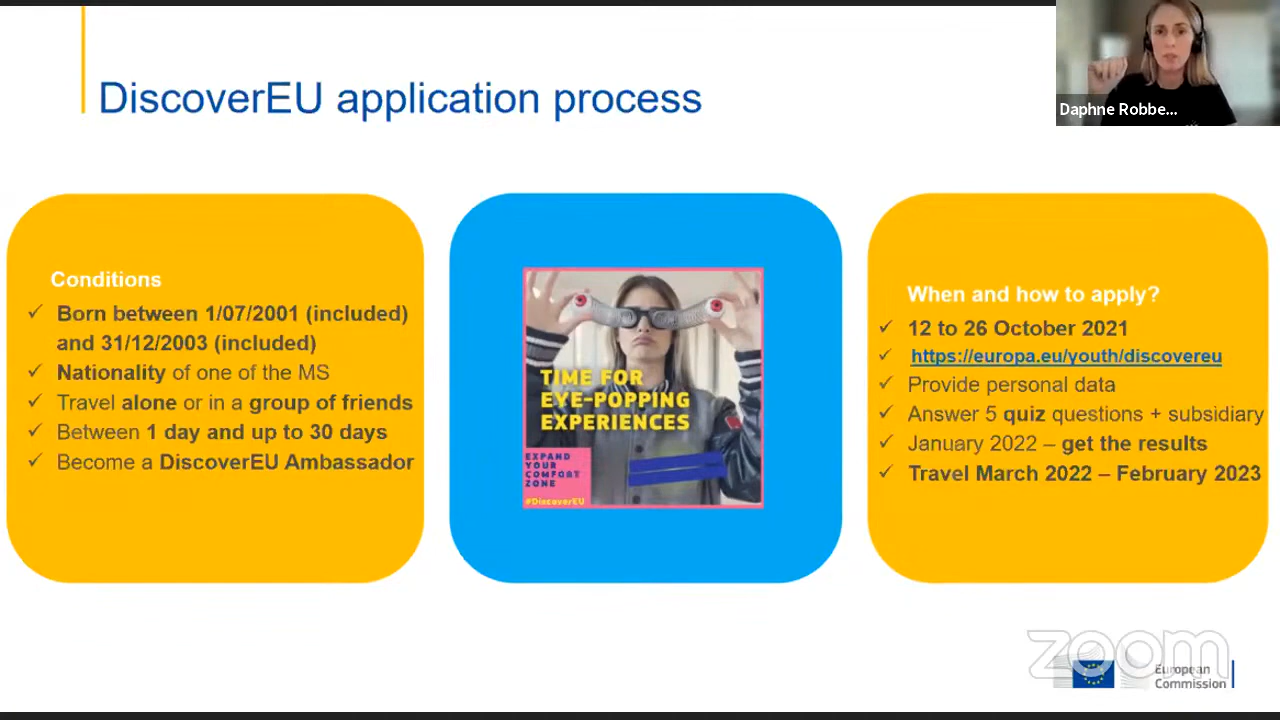 DiscoverEU application process
Daphne Robbe...
Conditions
Born between 1/07/2001 (included)
and 31/12/2003 (included)
Nationality of one of the MS
Travel alone or in a group of friends
Between 1 day and up to 30 days
Become a DiscoverEU Ambassador
TIME FOR
EYE-POPPING
EXPERIENCES
EXPAND
YOUR
COMFORT
ZONE
#DiscoverEU
When and how to apply?
12 to 26 October 2021
https://europa.eu/youth/discovereu
Provide personal data
Answer 5 quiz questions + subsidiary
January 2022 – get the results
Travel March 2022 – February 2023
zoom
European
Commission